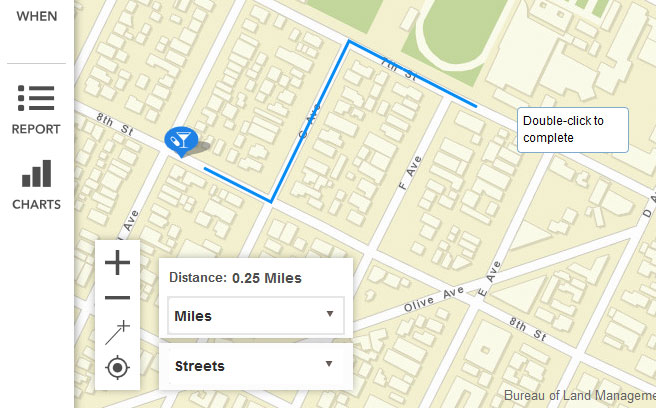 WHEN
REPORT
CHARTS
7th St
8th St
G Ave
F Ave
D A
Ave
E Ave
Olive Ave
8th St
Double-click to
complete
Distance: 0.25 Miles
Miles
Streets
Bureau of Land Manageme